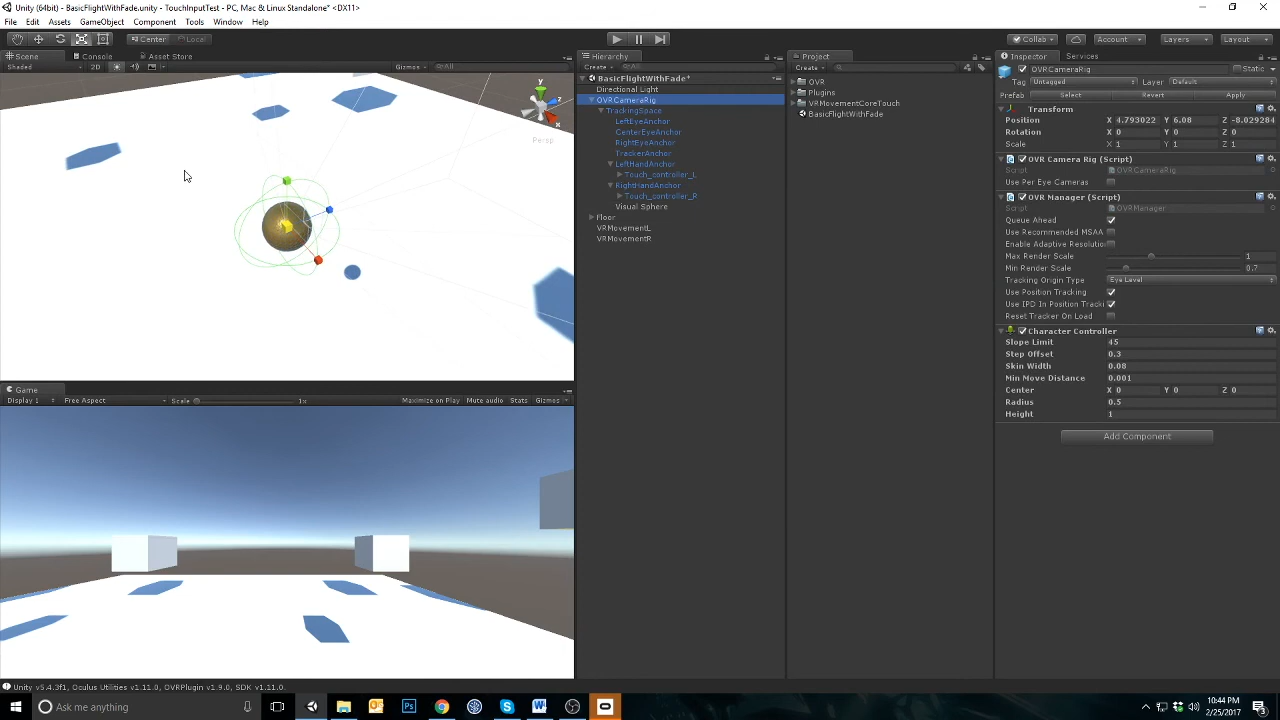 Unity (64bit) - BasicFlightWithFade.unity - TouchInputTest - PC, Mac & Linux Standalone* <DX11>
File Edit Assets GameObject Component Tools Window Help
Center Local Collab Account Layers Layout
Scene Console Asset Store
Shaded 2D Gizmos All
Persp
Hierarchy
Create All
BasicFlightWithFade*
Directional Light
OVRCameraRig
TrackingSpace
LeftEyeAnchor
CenterEyeAnchor
RightEyeAnchor
TrackerAnchor
LeftHandAnchor
Touch_controller_L
RightHandAnchor
Touch_controller_R
Visual Sphere
Floor
VRMovementL
VRMovementR
Project
Create
OVR
Plugins
VRMovementCoreTouch
BasicFlightWithFade
Inspector Services
OVRCameraRig Static
Tag Untagged Layer Default
Prefab Select Revert Apply
Transform
Position X 4.793022 Y 6.08 Z -8.029284
Rotation X 0 Y 0 Z 0
Scale X 1 Y 1 Z 1
OVR Camera Rig (Script)
Script OVRCameraRig
Use Per Eye Cameras
OVR Manager (Script)
Script OVRManager
Queue Ahead
Use Recommended MSAA
Enable Adaptive Resolutio
Max Render Scale 1
Min Render Scale 0.7
Tracking Origin Type Eye Level
Use Position Tracking
Use IPD In Position Tracki
Reset Tracker On Load
Character Controller
Slope Limit 45
Step Offset 0.3
Skin Width 0.08
Min Move Distance 0.001
Center X 0 Y 0 Z 0
Radius 0.5
Height 1
Add Component
Game
Display 1 Free Aspect Scale 1x Maximize on Play Mute audio Stats Gizmos
Unity v5.4.3f1, Oculus Utilities v1.11.0, OVRPlugin v1.9.0, SDK v1.11.0.
Ask me anything
10:44 PM
2/25/2017